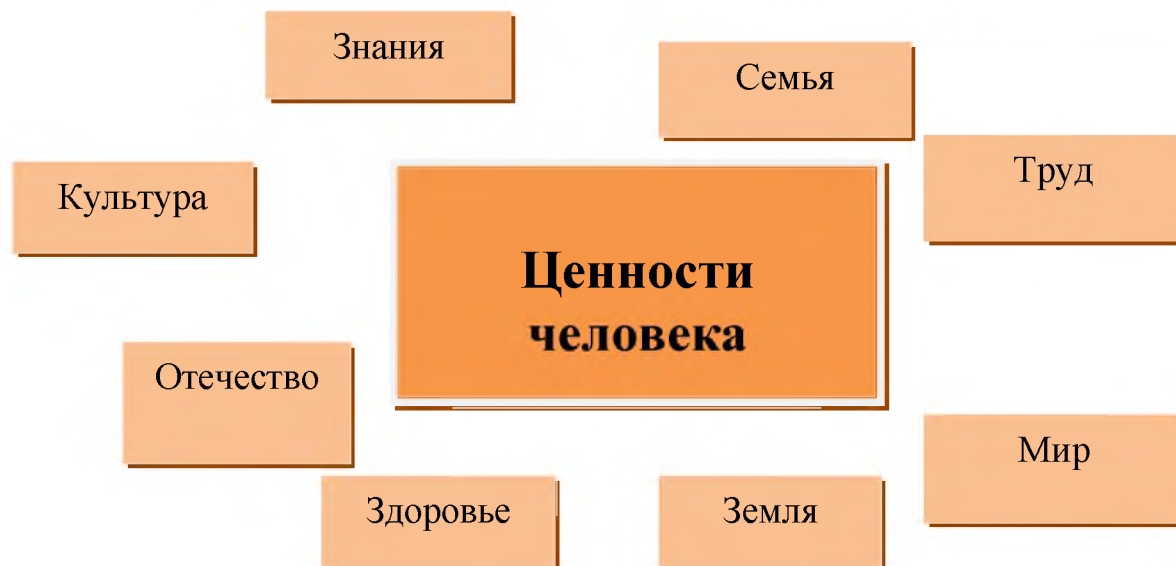 Знания
Семья
Труд
Культура
Ценности
человека
Отечество
Мир
Здоровье
Земля